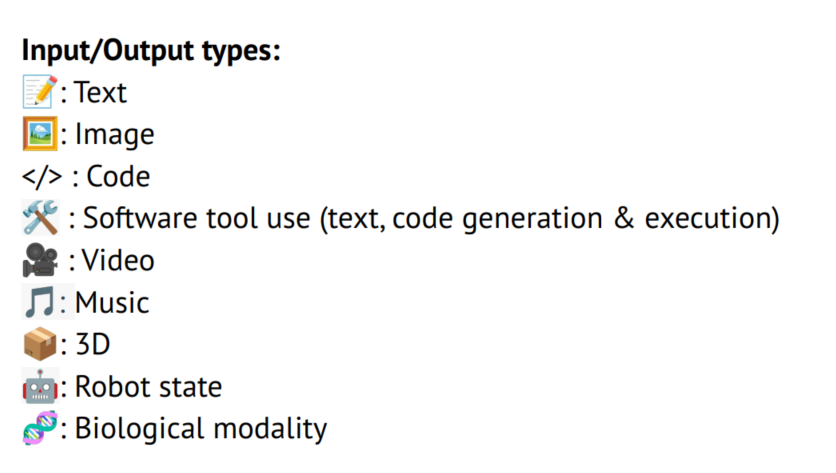 Input/Output types:
📝: Text
🖼️: Image
</> : Code
🛠️ : Software tool use (text, code generation & execution)
🎥 : Video
🎵: Music
📦: 3D
🤖: Robot state
🧬: Biological modality